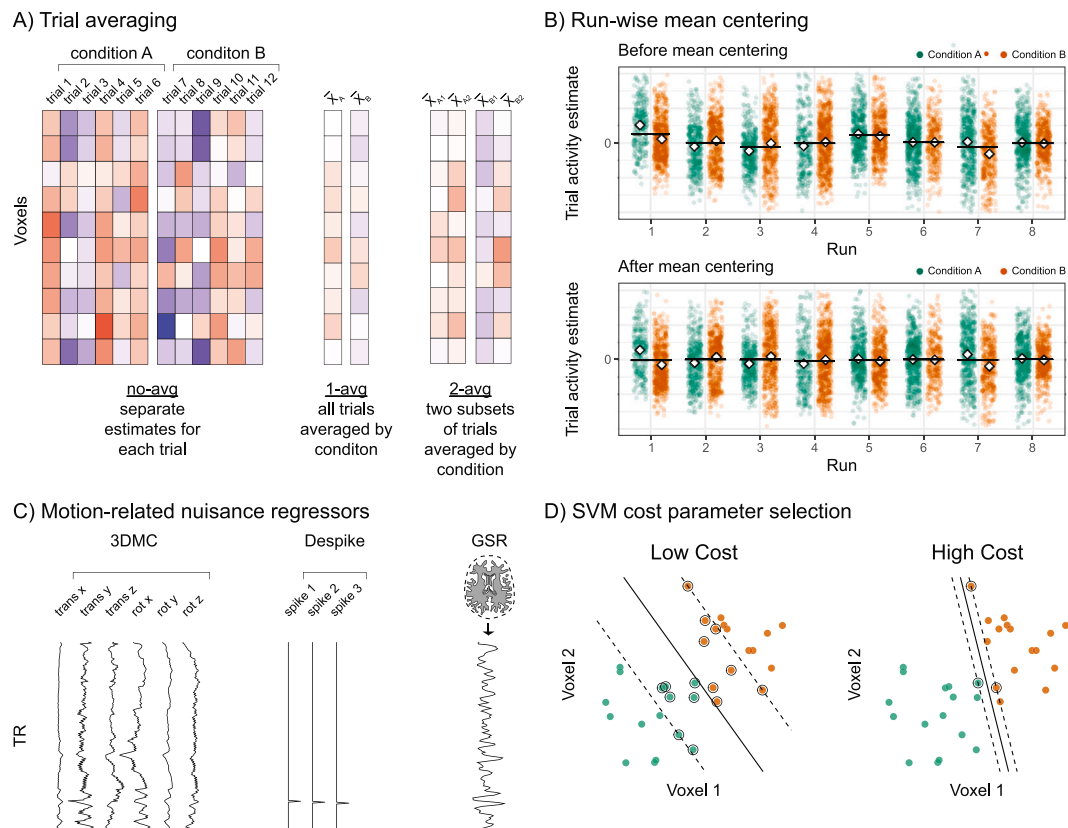 A) Trial averaging
condition A
conditon B
trial 1
trial 2
trial 3
trial 4
trial 5
trial 6
trial 7
trial 8
trial 9
trial 10
trial 11
trial 12
X̅A
X̅B
X̅A1
X̅A2
X̅B1
X̅B2
Voxels
no-avg
separate
estimates for
each trial
1-avg
all trials
averaged by
conditon
2-avg
two subsets
of trials
averaged by
condition
B) Run-wise mean centering
Before mean centering
Condition A
Condition B
Trial activity estimate
0
1 2 3 4 5 6 7 8
Run
After mean centering
Condition A
Condition B
Trial activity estimate
0
1 2 3 4 5 6 7 8
Run
C) Motion-related nuisance regressors
3DMC
Despike
GSR
trans x
trans y
trans z
rot x
rot y
rot z
spike 1
spike 2
spike 3
TR
D) SVM cost parameter selection
Low Cost
High Cost
Voxel 2
Voxel 1
Voxel 2
Voxel 1